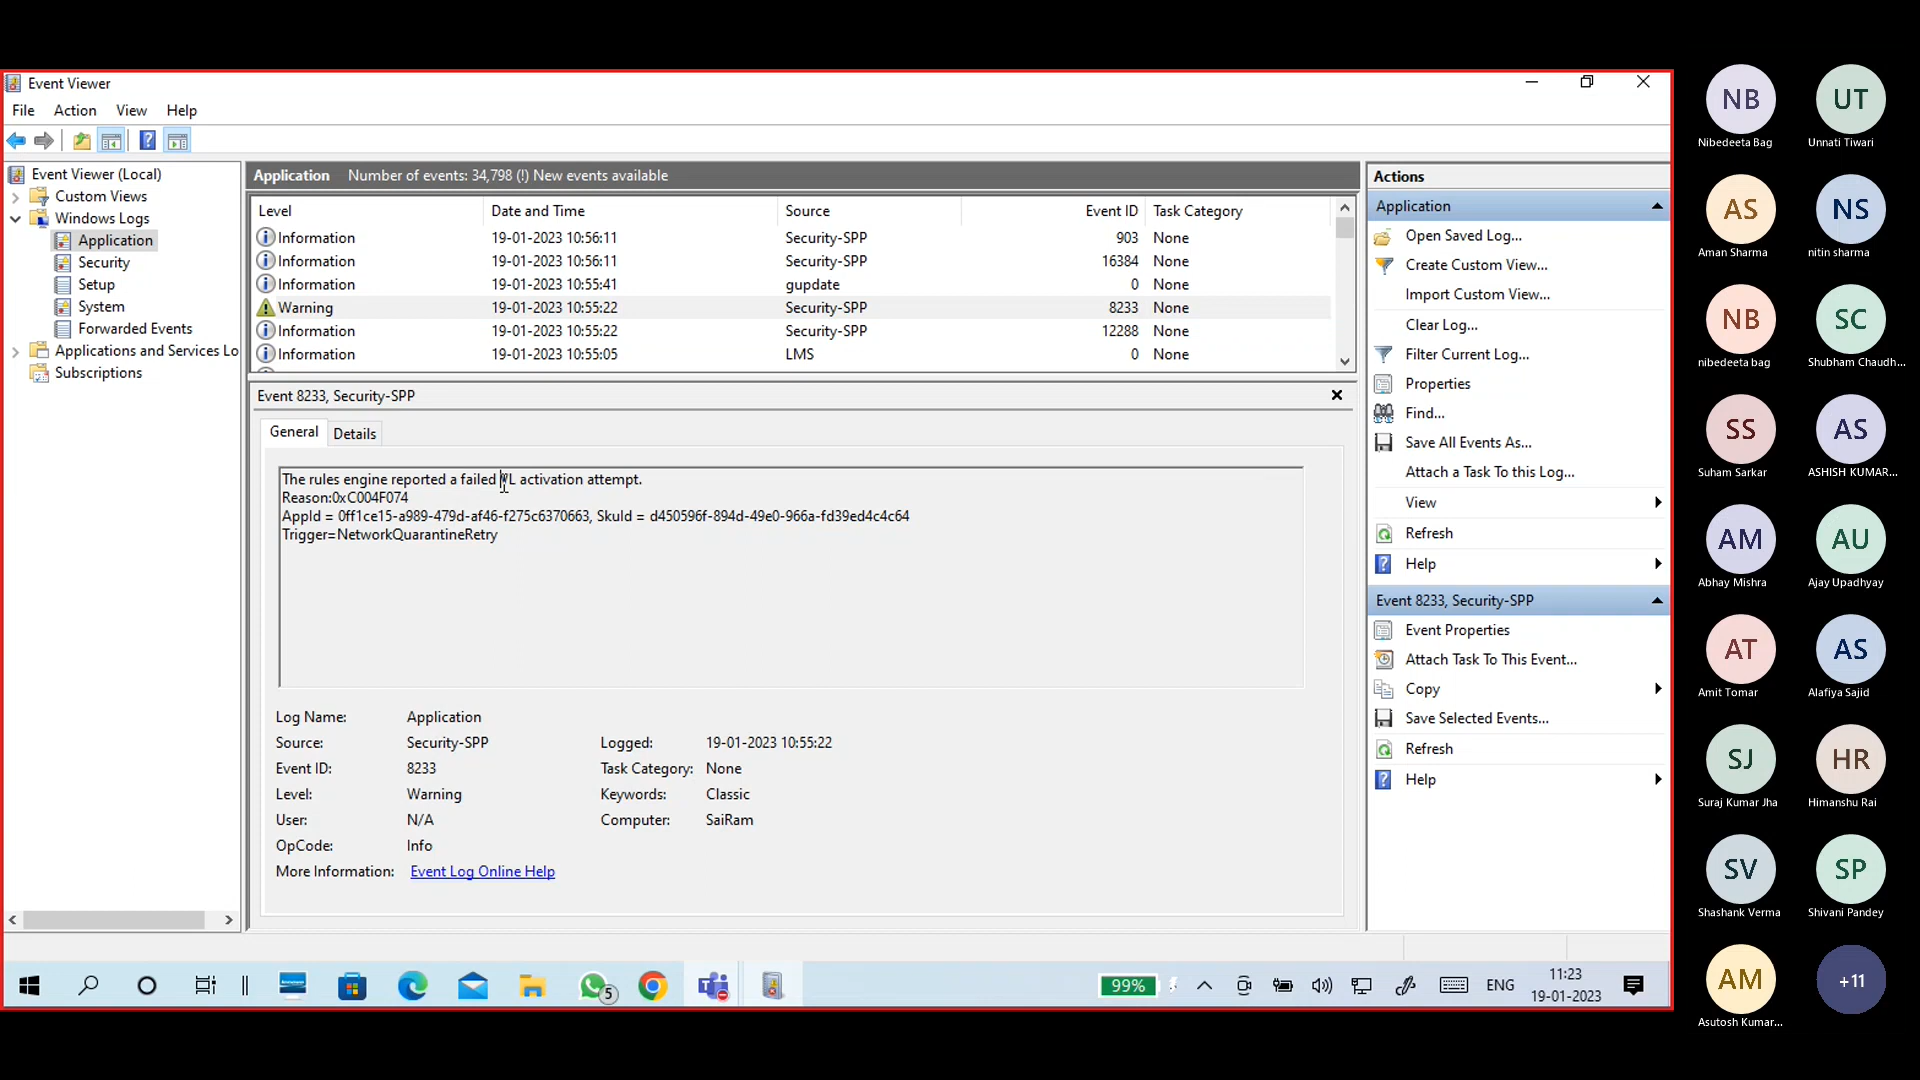 Event Viewer
File Action View Help
Event Viewer (Local)
Custom Views
Windows Logs
Application
Security
Setup
System
Forwarded Events
Applications and Services Lo
Subscriptions
Application Number of events: 34,798 (!) New events available
Level Date and Time Source Event ID Task Category
Information 19-01-2023 10:56:11 Security-SPP 903 None
Information 19-01-2023 10:56:11 Security-SPP 16384 None
Information 19-01-2023 10:55:41 gupdate 0 None
Warning 19-01-2023 10:55:22 Security-SPP 8233 None
Information 19-01-2023 10:55:22 Security-SPP 12288 None
Information 19-01-2023 10:55:05 LMS 0 None
Event 8233, Security-SPP
General Details
The rules engine reported a failed VL activation attempt.
Reason:0xC004F074
AppId = 0ff1ce15-a989-479d-af46-f275c6370663, SkuId = d450596f-894d-49e0-966a-fd39ed4c4c64
Trigger=NetworkQuarantineRetry
Log Name: Application
Source: Security-SPP Logged: 19-01-2023 10:55:22
Event ID: 8233 Task Category: None
Level: Warning Keywords: Classic
User: N/A Computer: SaiRam
OpCode: Info
More Information: Event Log Online Help
Actions
Application
Open Saved Log...
Create Custom View...
Import Custom View...
Clear Log...
Filter Current Log...
Properties
Find...
Save All Events As...
Attach a Task To this Log...
View
Refresh
Help
Event 8233, Security-SPP
Event Properties
Attach Task To This Event...
Copy
Save Selected Events...
Refresh
Help
5
99%
ENG
11:23
19-01-2023
NB UT
Nibedeeta Bag Unnati Tiwari
AS NS
Aman Sharma nitin sharma
NB SC
nibedeeta bag Shubham Chaudh...
SS AS
Suham Sarkar ASHISH KUMAR...
AM AU
Abhay Mishra Ajay Upadhyay
AT AS
Amit Tomar Alafiya Sajid
SJ HR
Suraj Kumar Jha Himanshu Rai
SV SP
Shashank Verma Shivani Pandey
AM +11
Asutosh Kumar...